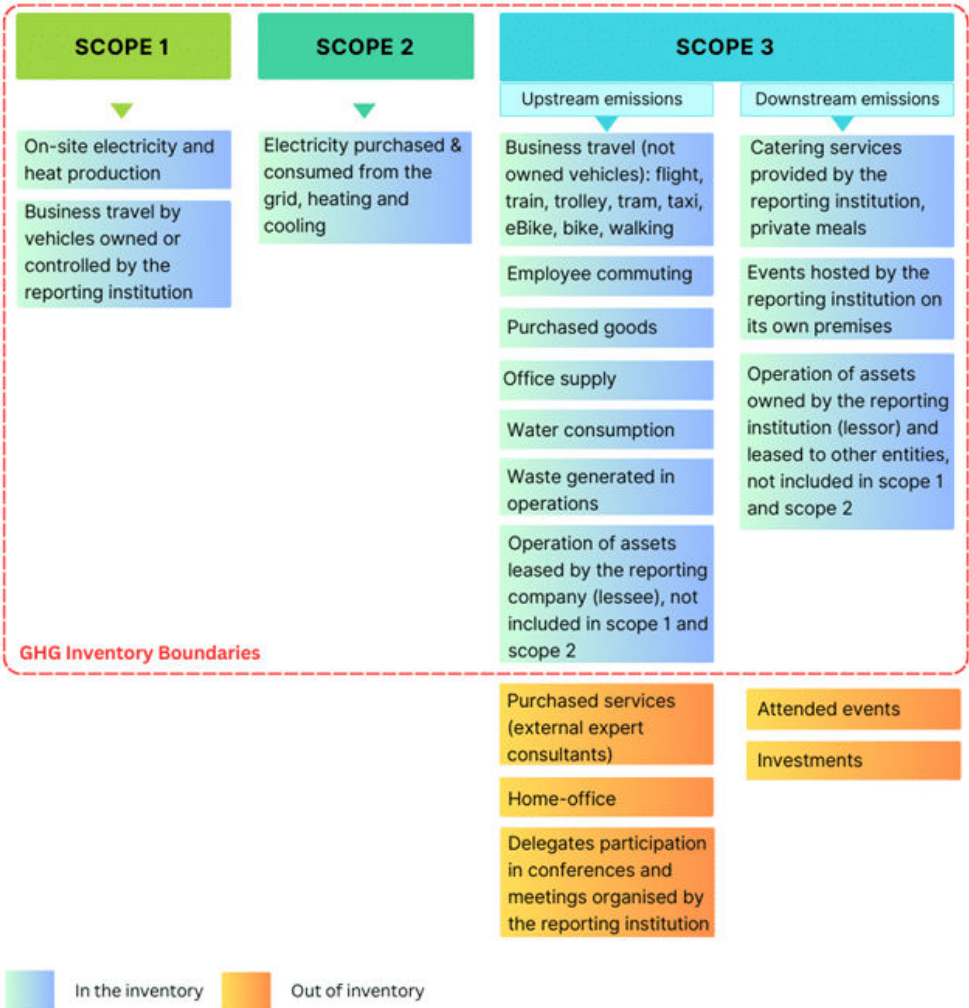 SCOPE 1
SCOPE 2
SCOPE 3
Upstream emissions
Downstream emissions
On-site electricity and
heat production
Business travel by
vehicles owned or
controlled by the
reporting institution
Electricity purchased &
consumed from the
grid, heating and
cooling
Business travel (not
owned vehicles): flight,
train, trolley, tram, taxi,
eBike, bike, walking
Employee commuting
Purchased goods
Office supply
Water consumption
Waste generated in
operations
Operation of assets
leased by the reporting
company (lessee), not
included in scope 1 and
scope 2
Catering services
provided by the
reporting institution,
private meals
Events hosted by the
reporting institution on
its own premises
Operation of assets
owned by the reporting
institution (lessor) and
leased to other entities,
not included in scope 1
and scope 2
GHG Inventory Boundaries
Purchased services
(external expert
consultants)
Home-office
Delegates participation
in conferences and
meetings organised by
the reporting institution
Attended events
Investments
In the inventory
Out of inventory